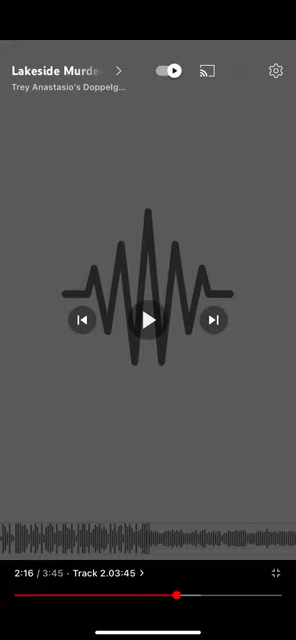 Lakeside Murde
Trey Anastasio's Doppelg...
2:16 / 3:45 · Track 2.03:45 >